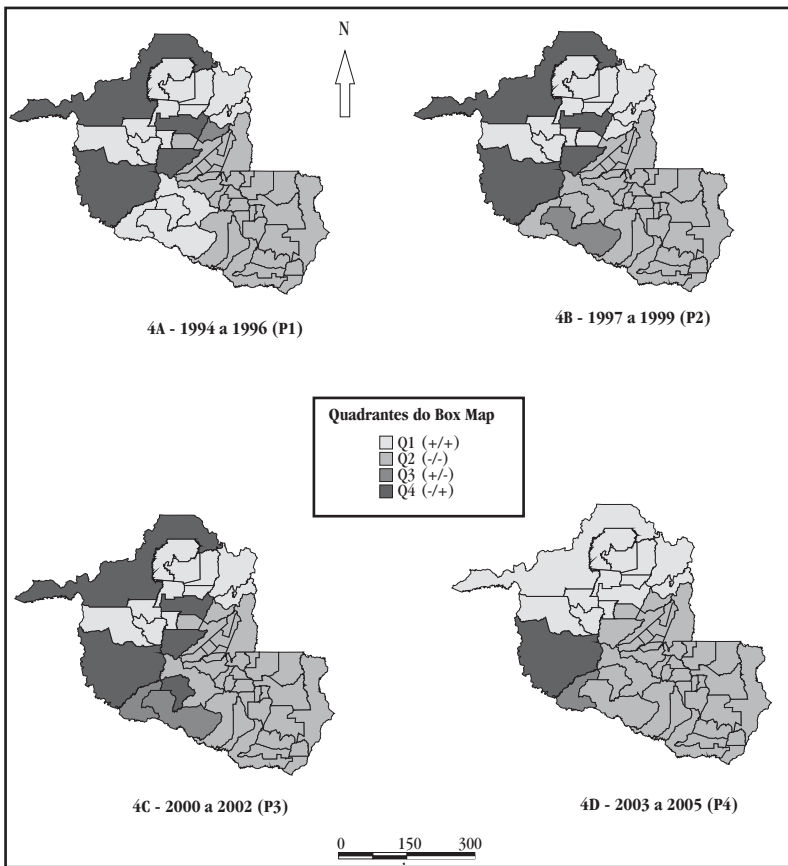 N
4A - 1994 a 1996 (P1)
4B - 1997 a 1999 (P2)
Quadrantes do Box Map
Q1 (+/+)
Q2 (-/-)
Q3 (+/-)
Q4 (-/+)
4C - 2000 a 2002 (P3)
4D - 2003 a 2005 (P4)
0 150 300